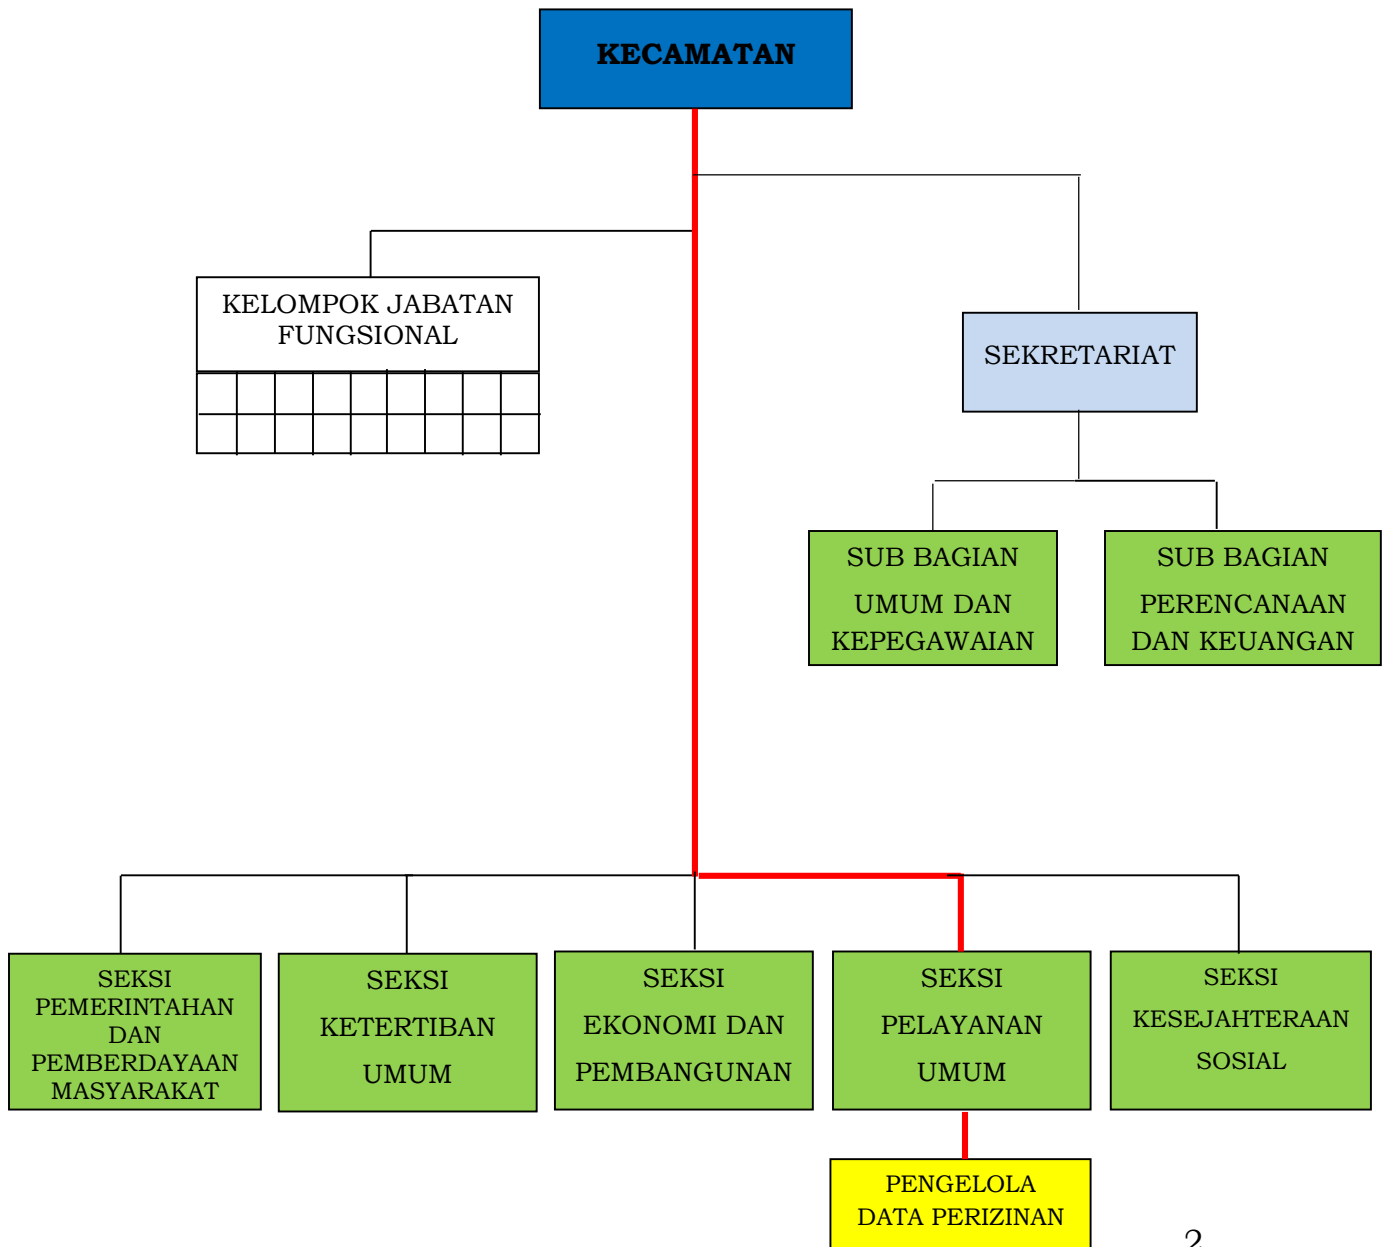 KECAMATAN
KELOMPOK JABATAN
FUNGSIONAL
SEKRETARIAT
SUB BAGIAN
UMUM DAN
KEPEGAWAIAN
SUB BAGIAN
PERENCANAAN
DAN KEUANGAN
SEKSI
PEMERINTAHAN
DAN
PEMBERDAYAAN
MASYARAKAT
SEKSI
KETERTIBAN
UMUM
SEKSI
EKONOMI DAN
PEMBANGUNAN
SEKSI
PELAYANAN
UMUM
SEKSI
KESEJAHTERAAN
SOSIAL
PENGELOLA
DATA PERIZINAN
2